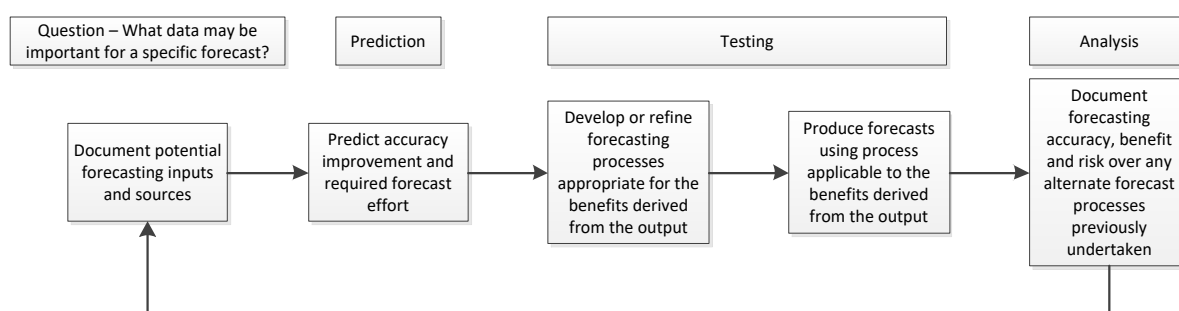 Question – What data may be
important for a specific forecast?
Prediction
Testing
Analysis
Document potential
forecasting inputs
and sources
Predict accuracy
improvement and
required forecast
effort
Develop or refine
forecasting
processes
appropriate for the
benefits derived
from the output
Produce forecasts
using process
applicable to the
benefits derived
from the output
Document
forecasting
accuracy, benefit
and risk over any
alternate forecast
processes
previously
undertaken